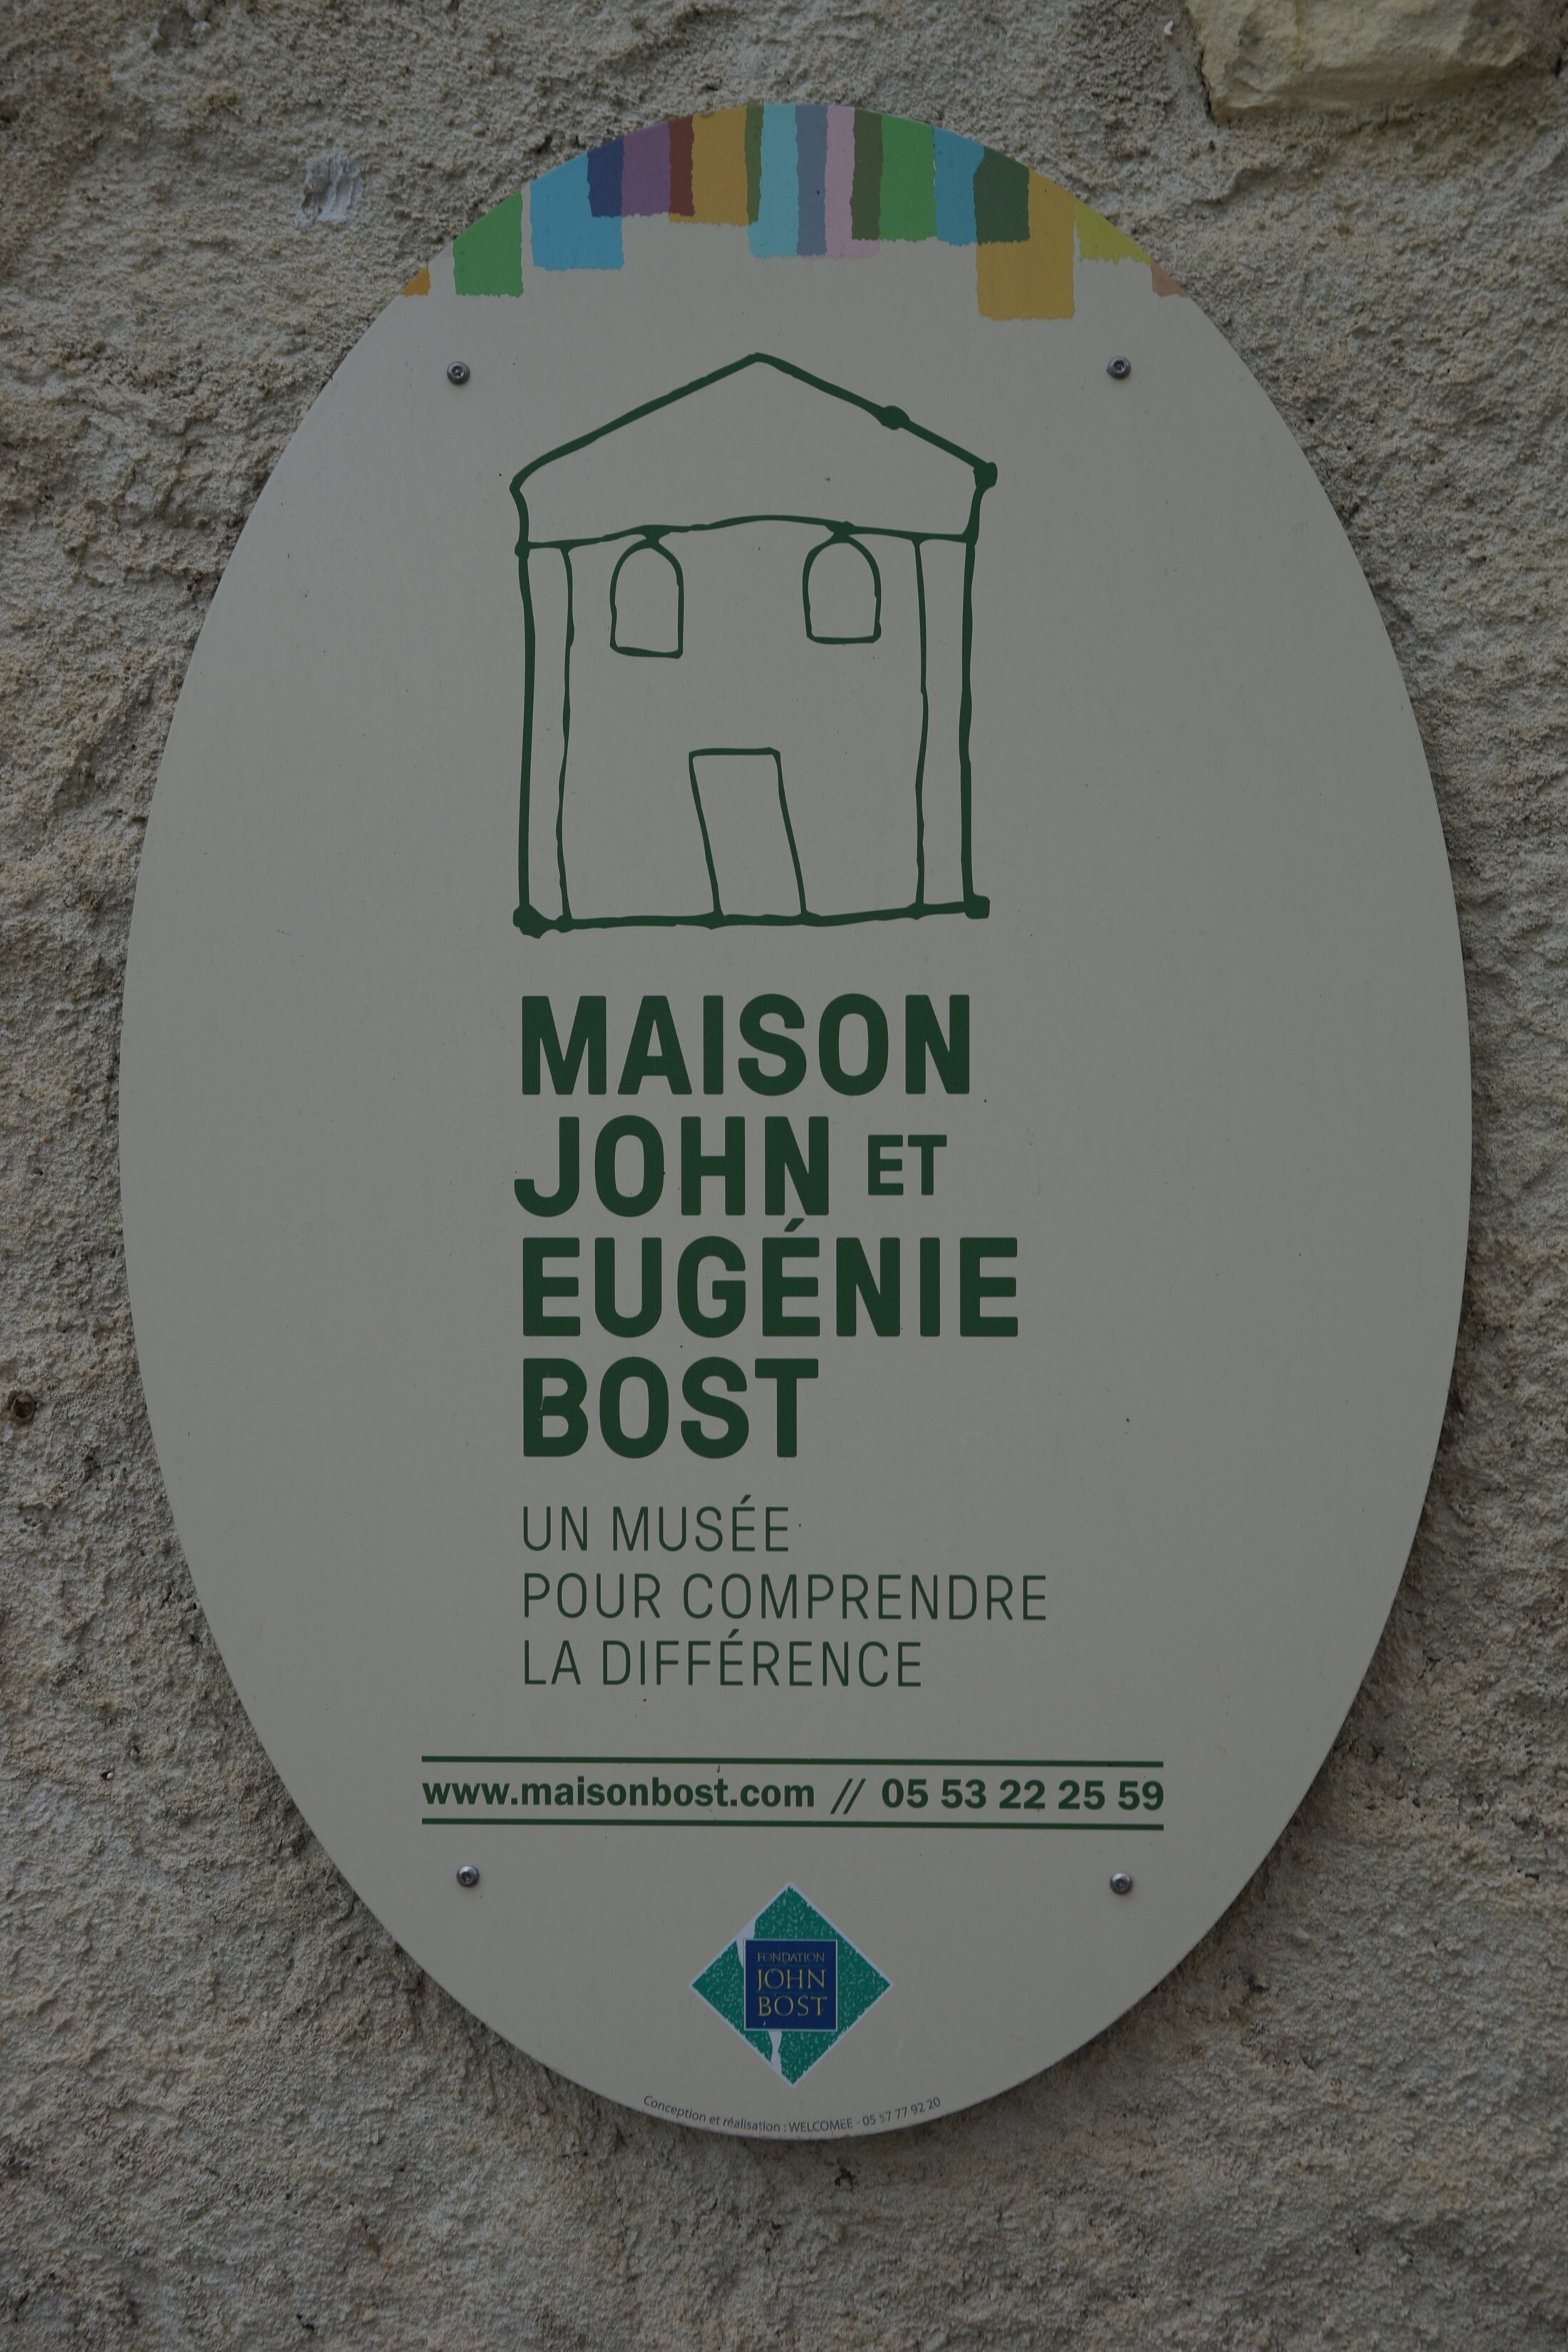 MAISON
JOHN ET
EUGÉNIE
BOST
UN MUSÉE
POUR COMPRENDRE
LA DIFFÉRENCE
www.maisonbost.com // 05 53 22 25 59
FONDATION
JOHN
BOST
Conception et réalisation : WELCOMEE - 05 57 77 92 20